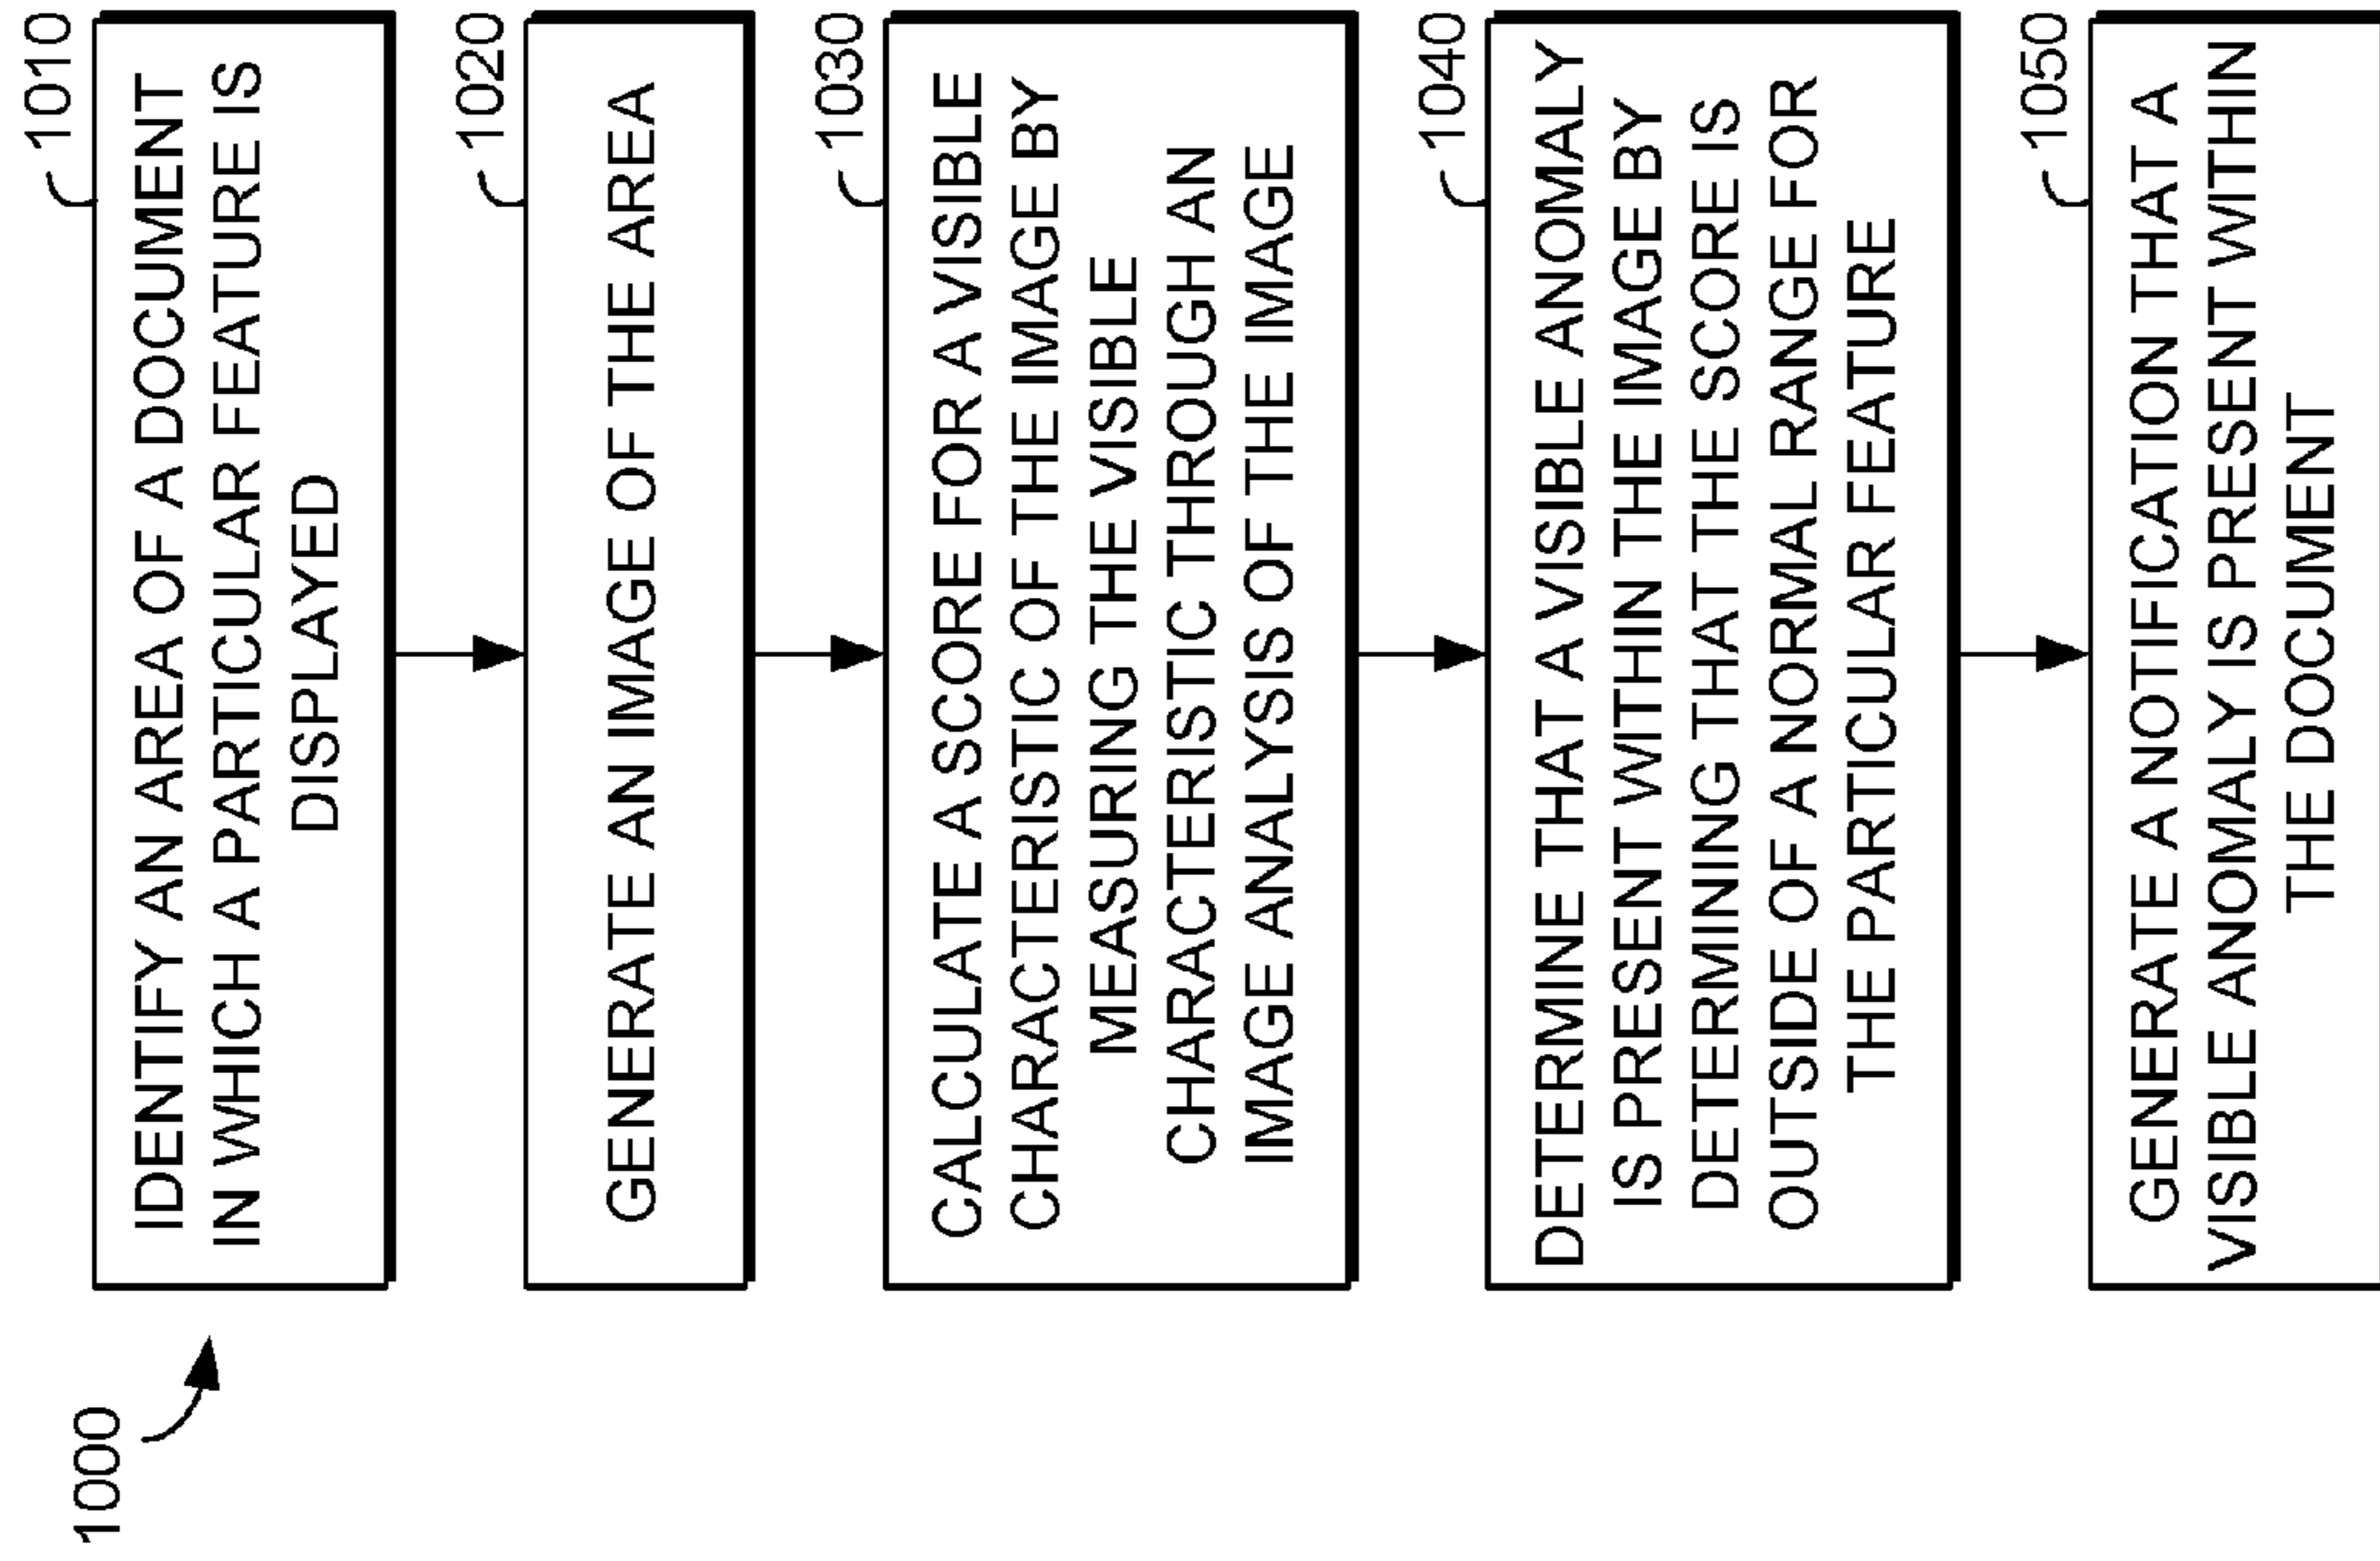 1000
1010
IDENTIFY AN AREA OF A DOCUMENT
IN WHICH A PARTICULAR FEATURE IS
DISPLAYED
1020
GENERATE AN IMAGE OF THE AREA
1030
CALCULATE A SCORE FOR A VISIBLE
CHARACTERISTIC OF THE IMAGE BY
MEASURING THE VISIBLE
CHARACTERISTIC THROUGH AN
IMAGE ANALYSIS OF THE IMAGE
1040
DETERMINE THAT A VISIBLE ANOMALY
IS PRESENT WITHIN THE IMAGE BY
DETERMINING THAT THE SCORE IS
OUTSIDE OF A NORMAL RANGE FOR
THE PARTICULAR FEATURE
1050
GENERATE A NOTIFICATION THAT A
VISIBLE ANOMALY IS PRESENT WITHIN
THE DOCUMENT